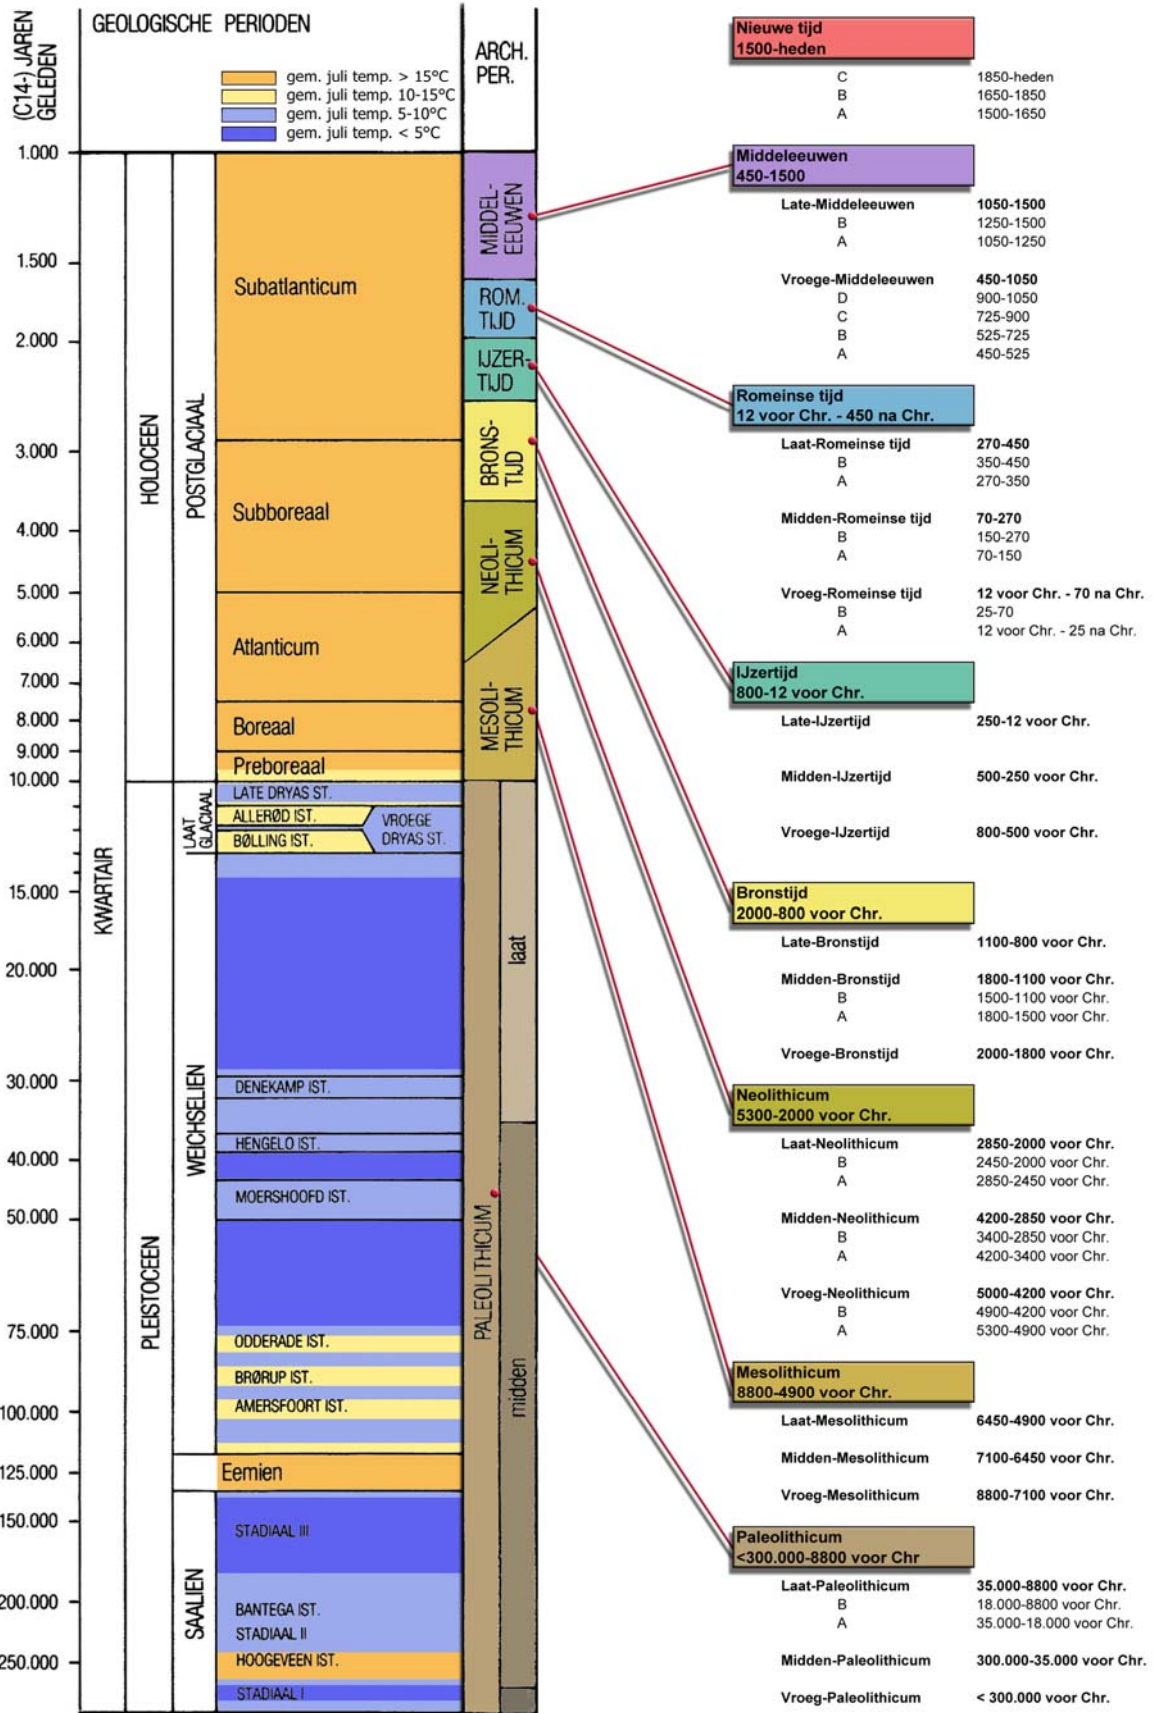 (C14-) JAREN
GELEDEN
GEOLOGISCHE PERIODEN
gem. juli temp. > 15°C
gem. juli temp. 10-15°C
gem. juli temp. 5-10°C
gem. juli temp. < 5°C
ARCH.
PER.
1.000
1.500
2.000
3.000
4.000
5.000
6.000
7.000
8.000
9.000
10.000
15.000
20.000
30.000
40.000
50.000
75.000
100.000
125.000
150.000
200.000
250.000
KWARTAIR
HOLOCEEN
PLEISTOCEEN
POSTGLACIAAL
LAAT
GLACIAAL
WEICHSELIEN
SAALIEN
Subatlanticum
Subboreaal
Atlanticum
Boreaal
Preboreaal
LATE DRYAS ST.
ALLERØD IST.
VROEGE
DRYAS ST.
BØLLING IST.
DENEKAMP IST.
HENGELO IST.
MOERSHOOFD IST.
ODDERADE IST.
BRØRUP IST.
AMERSFOORT IST.
Eemien
STADIAAL III
BANTEGA IST.
STADIAAL II
HOOGEVEEN IST.
STADIAAL I
MIDDEL-
EEUWEN
ROM.
TIJD
IJZER-
TIJD
BRONS-
TIJD
NEOLI-
THICUM
MESOLI-
THICUM
PALEOLITHICUM
laat
midden
Nieuwe tijd
1500-heden
C 1850-heden
B 1650-1850
A 1500-1650
Middeleeuwen
450-1500
Late-Middeleeuwen 1050-1500
B 1250-1500
A 1050-1250
Vroege-Middeleeuwen 450-1050
D 900-1050
C 725-900
B 525-725
A 450-525
Romeinse tijd
12 voor Chr. - 450 na Chr.
Laat-Romeinse tijd 270-450
B 350-450
A 270-350
Midden-Romeinse tijd 70-270
B 150-270
A 70-150
Vroeg-Romeinse tijd 12 voor Chr. - 70 na Chr.
B 25-70
A 12 voor Chr. - 25 na Chr.
IJzertijd
800-12 voor Chr.
Late-IJzertijd 250-12 voor Chr.
Midden-IJzertijd 500-250 voor Chr.
Vroege-IJzertijd 800-500 voor Chr.
Bronstijd
2000-800 voor Chr.
Late-Bronstijd 1100-800 voor Chr.
Midden-Bronstijd 1800-1100 voor Chr.
B 1500-1100 voor Chr.
A 1800-1500 voor Chr.
Vroege-Bronstijd 2000-1800 voor Chr.
Neolithicum
5300-2000 voor Chr.
Laat-Neolithicum 2850-2000 voor Chr.
B 2450-2000 voor Chr.
A 2850-2450 voor Chr.
Midden-Neolithicum 4200-2850 voor Chr.
B 3400-2850 voor Chr.
A 4200-3400 voor Chr.
Vroeg-Neolithicum 5000-4200 voor Chr.
B 4900-4200 voor Chr.
A 5300-4900 voor Chr.
Mesolithicum
8800-4900 voor Chr.
Laat-Mesolithicum 6450-4900 voor Chr.
Midden-Mesolithicum 7100-6450 voor Chr.
Vroeg-Mesolithicum 8800-7100 voor Chr.
Paleolithicum
<300.000-8800 voor Chr
Laat-Paleolithicum 35.000-8800 voor Chr.
B 18.000-8800 voor Chr.
A 35.000-18.000 voor Chr.
Midden-Paleolithicum 300.000-35.000 voor Chr.
Vroeg-Paleolithicum < 300.000 voor Chr.